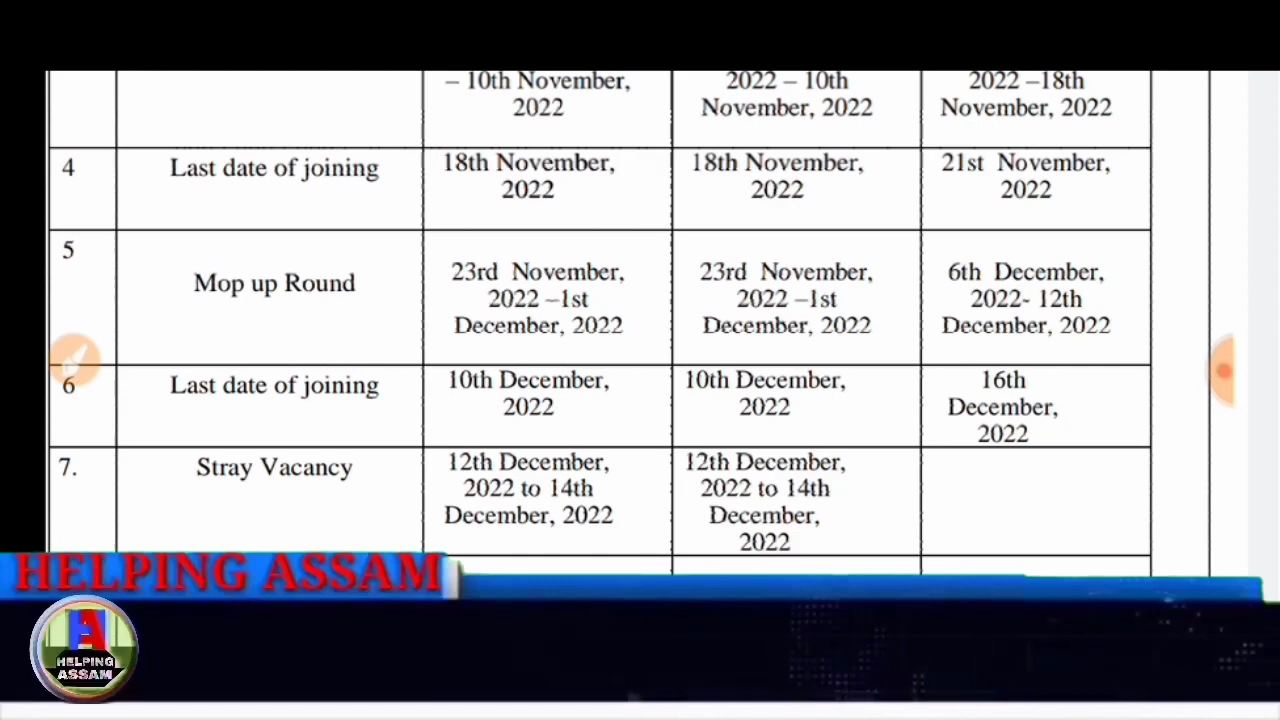 – 10th November,
2022
2022 – 10th
November, 2022
2022 –18th
November, 2022
4
Last date of joining
18th November,
2022
18th November,
2022
21st November,
2022
5
Mop up Round
23rd November,
2022 –1st
December, 2022
23rd November,
2022 –1st
December, 2022
6th December,
2022- 12th
December, 2022
6
Last date of joining
10th December,
2022
10th December,
2022
16th
December,
2022
7.
Stray Vacancy
12th December,
2022 to 14th
December, 2022
12th December,
2022 to 14th
December,
2022
HELPING ASSAM
HA
HELPING
ASSAM